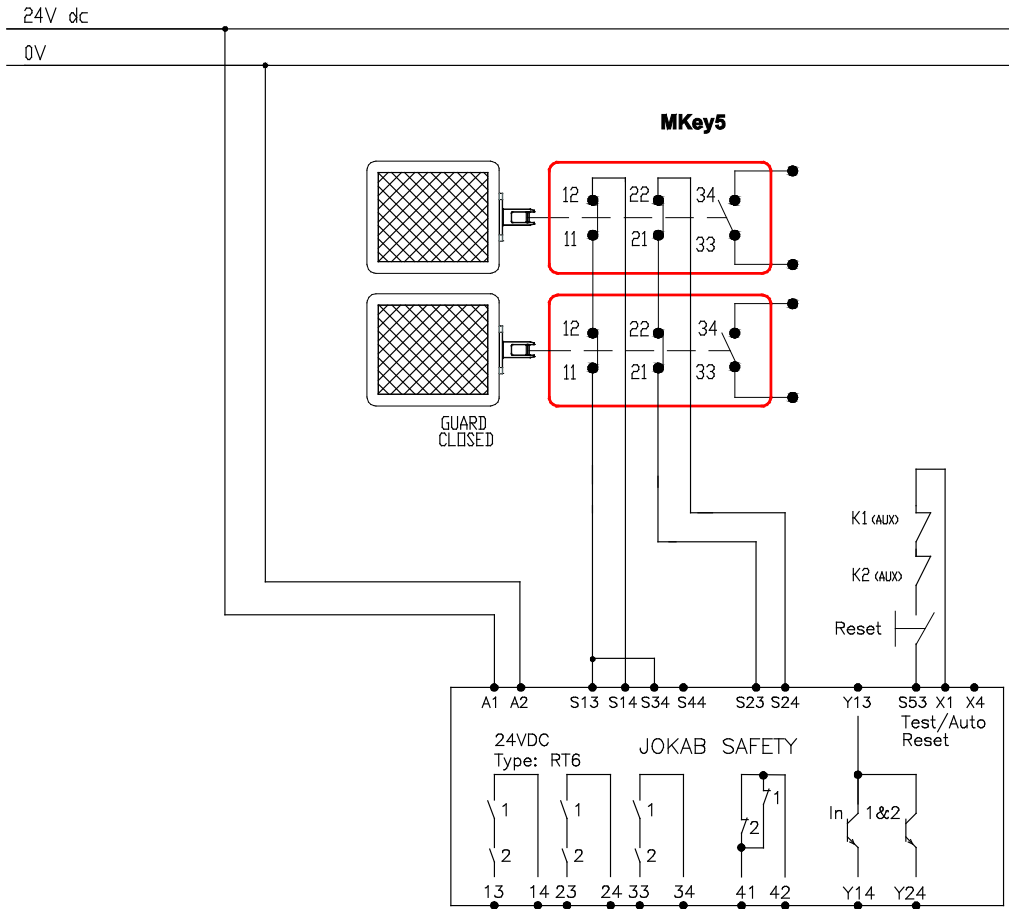 24V dc
0V
MKey5
12 22 34
11 21 33
12 22 34
11 21 33
GUARD
CLOSED
K1 (AUX)
K2 (AUX)
Reset
A1 A2 S13 S14 S34 S44 S23 S24 Y13 S53 X1 X4
Test/Auto
Reset
24VDC
Type: RT6
JOKAB SAFETY
1 1 1 1
2 2 2 2
In 1&2
13 14 23 24 33 34 41 42 Y14 Y24